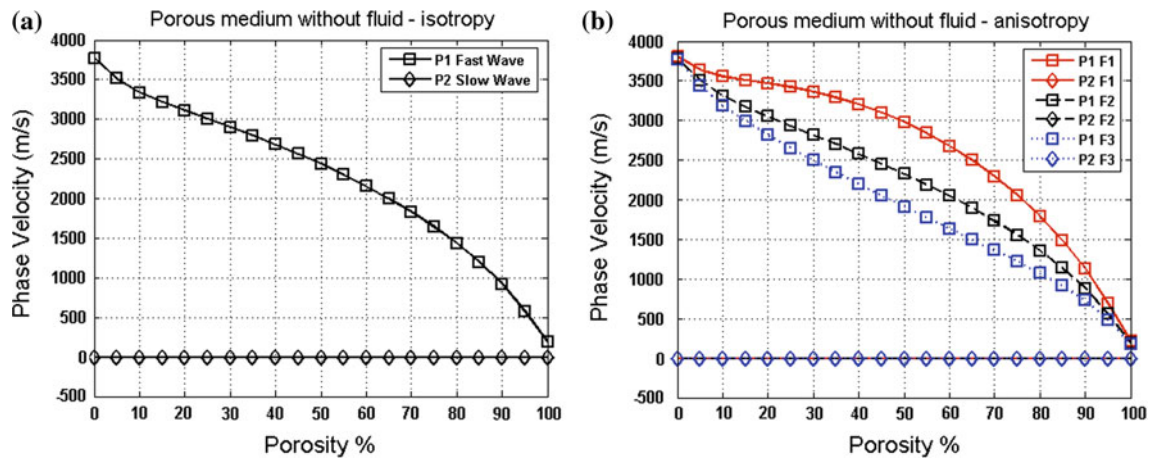 (a)
Porous medium without fluid - isotropy
4000
3500
3000
2500
2000
1500
1000
500
0
-500
Phase Velocity (m/s)
P1 Fast Wave
P2 Slow Wave
0 10 20 30 40 50 60 70 80 90 100
Porosity %
(b)
Porous medium without fluid - anisotropy
4000
3500
3000
2500
2000
1500
1000
500
0
-500
Phase Velocity (m/s)
P1 F1
P2 F1
P1 F2
P2 F2
P1 F3
P2 F3
0 10 20 30 40 50 60 70 80 90 100
Porosity %